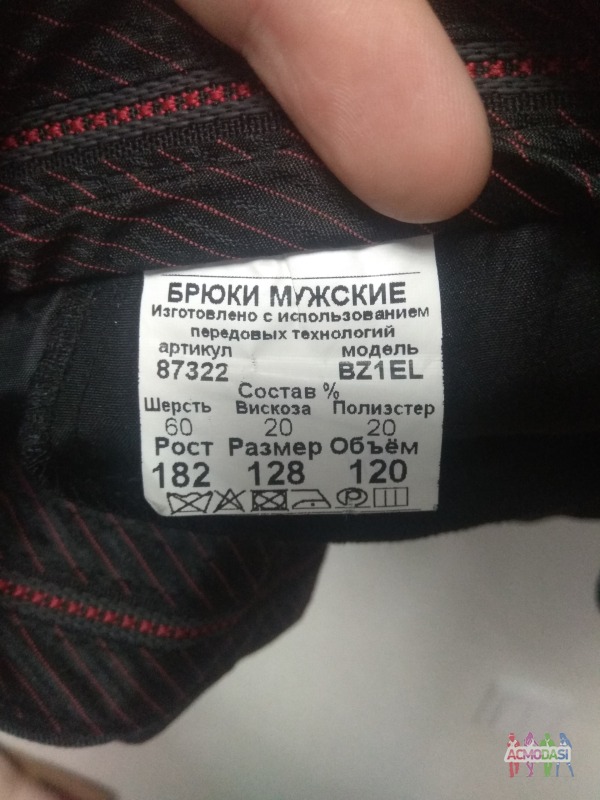 БРЮКИ МУЖСКИЕ
Изготовлено с использованием
передовых технологий
артикул модель
87322 BZ1EL
Состав %
Шерсть Вискоза Полиэстер
60 20 20
Рост Размер Объём
182 128 120
P
ACMODASI